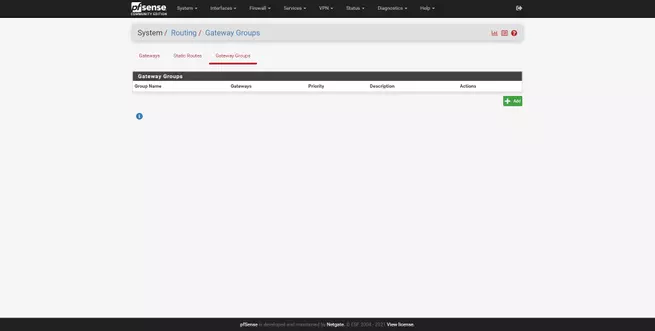 pfSense
COMMUNITY EDITION
System Interfaces Firewall Services VPN Status Diagnostics Help
System / Routing / Gateway Groups
Gateways Static Routes Gateway Groups
Gateway Groups
Group Name Gateways Priority Description Actions
Add
pfSense is developed and maintained by Netgate. © ESF 2004 - 2021 View license.